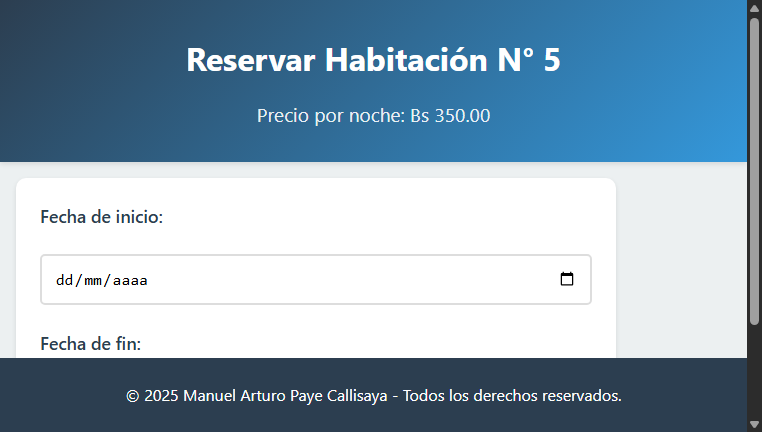 Reservar Habitación N° 5
Precio por noche: Bs 350.00
Fecha de inicio:
dd/mm/aaaa
Fecha de fin:
© 2025 Manuel Arturo Paye Callisaya - Todos los derechos reservados.